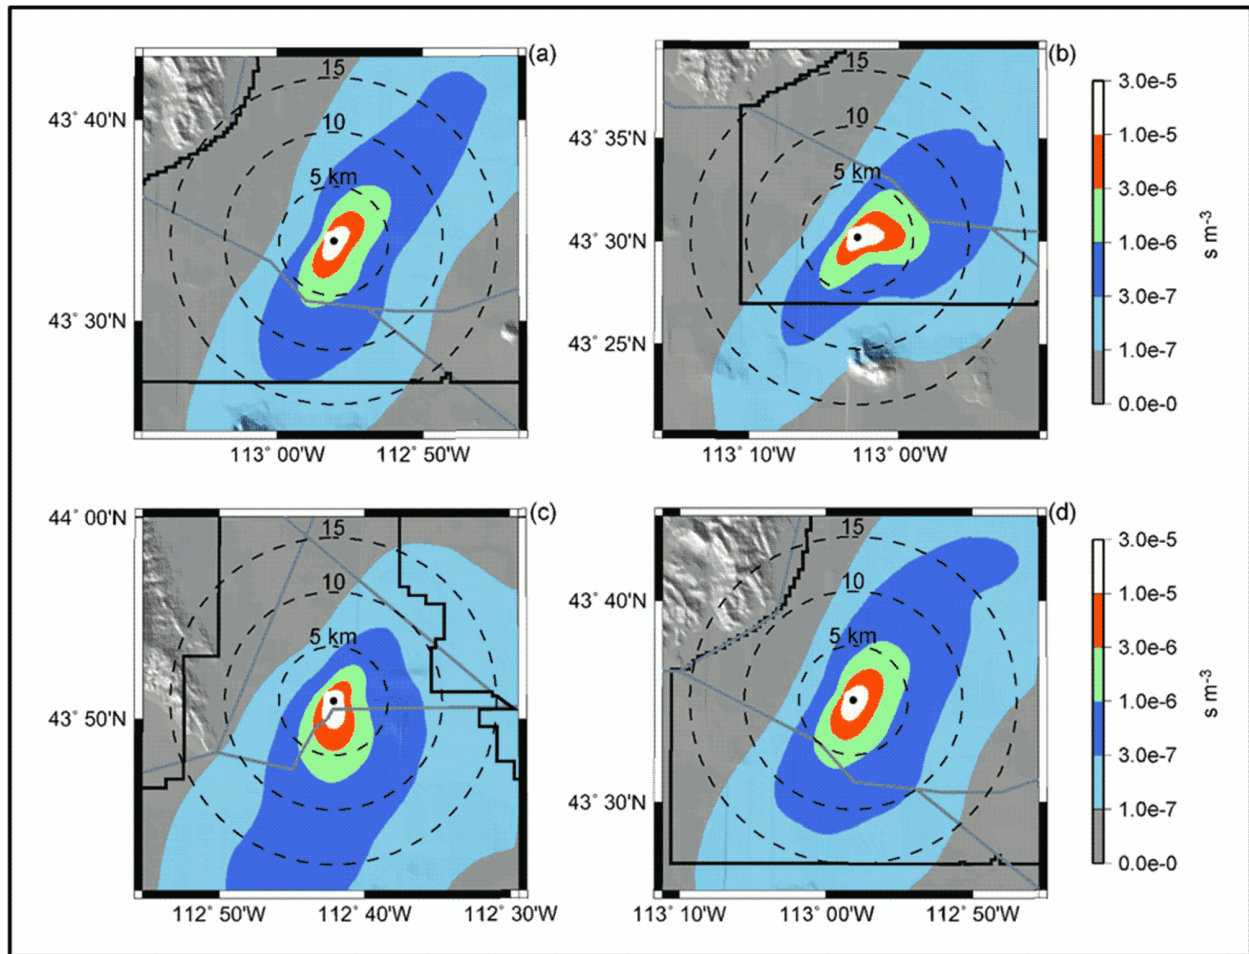 (a)
15
10
5 km
43° 40'N
43° 30'N
113° 00'W
112° 50'W
(b)
15
10
5 km
43° 35'N
43° 30'N
43° 25'N
113° 10'W
113° 00'W
3.0e-5
1.0e-5
3.0e-6
1.0e-6
3.0e-7
1.0e-7
0.0e-0
s m-3
(c)
15
10
5 km
44° 00'N
43° 50'N
112° 50'W
112° 40'W
112° 30'W
(d)
15
10
5 km
43° 40'N
43° 30'N
113° 10'W
113° 00'W
112° 50'W
3.0e-5
1.0e-5
3.0e-6
1.0e-6
3.0e-7
1.0e-7
0.0e-0
s m-3